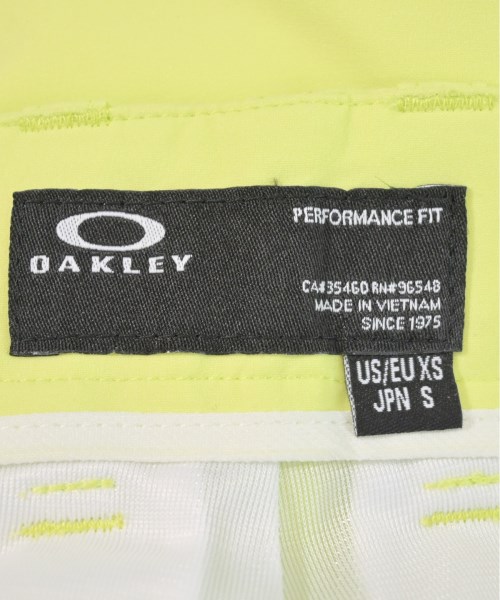 OAKLEY
PERFORMANCE FIT
CA#35460 RN#96548
MADE IN VIETNAM
SINCE 1975
US/EU XS
JPN S